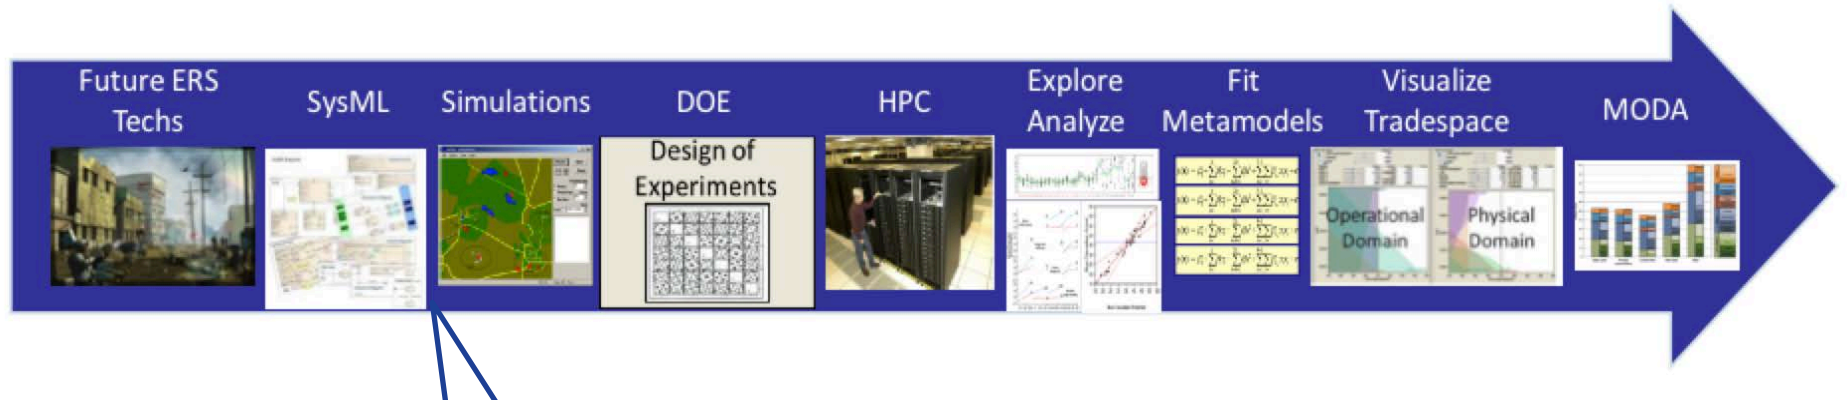 Future ERS
Techs
SysML
Simulations
DOE
HPC
Explore
Analyze
Fit
Metamodels
Visualize
Tradespace
MODA
Design of
Experiments
Operational
Domain
Physical
Domain